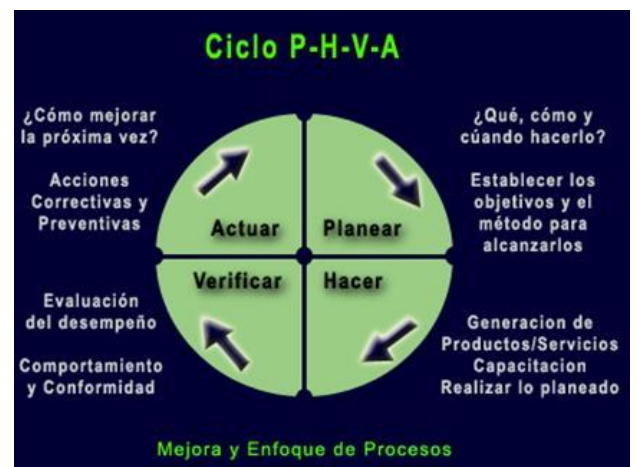 Ciclo P-H-V-A
¿Cómo mejorar
la próxima vez?
Acciones
Correctivas y
Preventivas
¿Qué, cómo y
cúando hacerlo?
Establecer los
objetivos y el
método para
alcanzarlos
Actuar
Planear
Verificar
Hacer
Evaluación
del desempeño
Comportamiento
y Conformidad
Generacion de
Productos/Servicios
Capacitacion
Realizar lo planeado
Mejora y Enfoque de Procesos